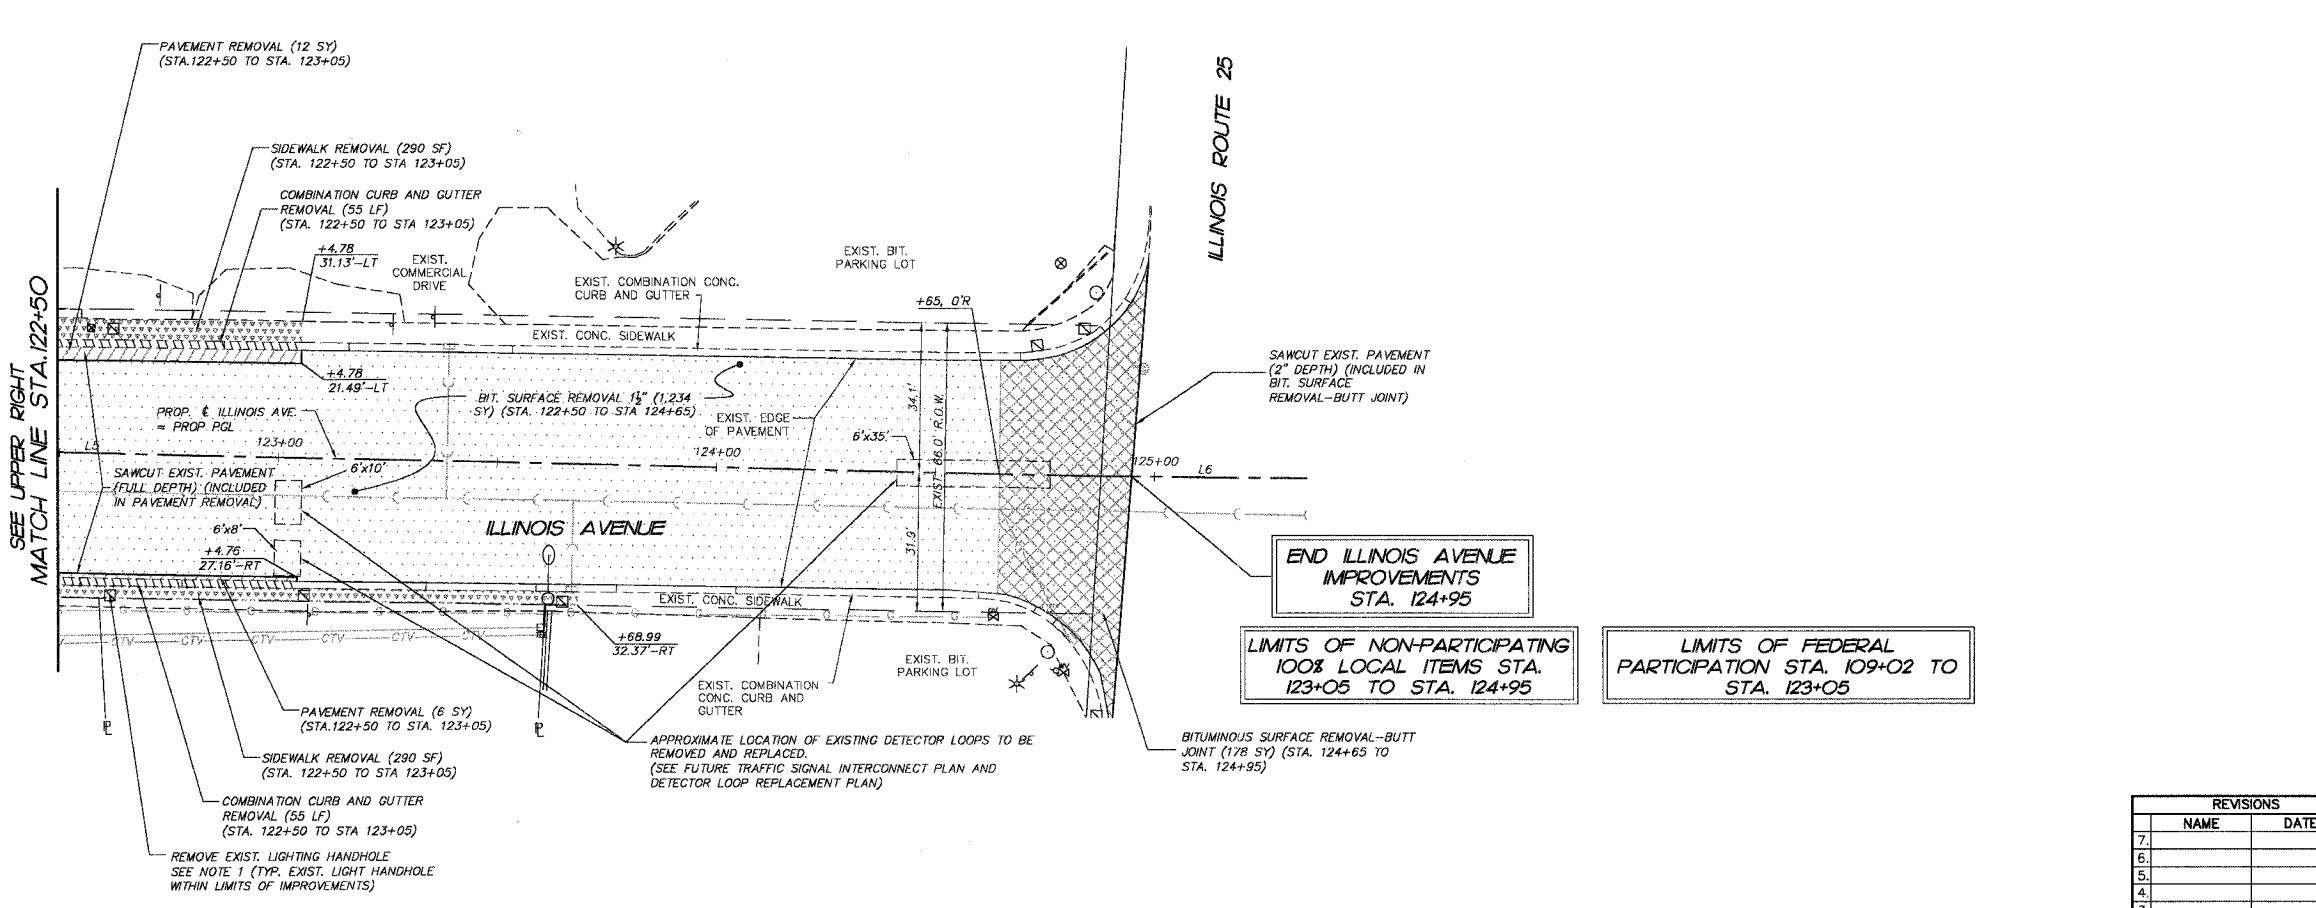 PAVEMENT REMOVAL (12 SY)
(STA.122+50 TO STA. 123+05)
SIDEWALK REMOVAL (290 SF)
(STA. 122+50 TO STA 123+05)
COMBINATION CURB AND GUTTER
REMOVAL (55 LF)
(STA. 122+50 TO STA 123+05)
+4.78
31.13'-LT
EXIST.
COMMERCIAL
DRIVE
EXIST. COMBINATION CONC.
CURB AND GUTTER
EXIST. BIT.
PARKING LOT
ILLINOIS ROUTE 25
+65, 0'R
EXIST. CONC. SIDEWALK
SEE UPPER RIGHT
MATCH LINE STA.122+50
+4.78
21.49'-LT
BIT. SURFACE REMOVAL 1½" (1,234
SY) (STA. 122+50 TO STA 124+65)
EXIST. EDGE
OF PAVEMENT
34.1'
EXIST. 66.0' R.O.W.
31.9'
SAWCUT EXIST. PAVEMENT
(2" DEPTH) (INCLUDED IN
BIT. SURFACE
REMOVAL-BUTT JOINT)
PROP. ℄ ILLINOIS AVE.
= PROP. PGL
L5
123+00
124+00
6'x35'
125+00
L6
SAWCUT EXIST. PAVEMENT
(FULL DEPTH) (INCLUDED
IN PAVEMENT REMOVAL)
6'x10'
6'x8'
ILLINOIS AVENUE
+4.76
27.16'-RT
EXIST. CONC. SIDEWALK
END ILLINOIS AVENUE
IMPROVEMENTS
STA. 124+95
+68.99
32.37'-RT
CTV CTV CTV CTV CTV CTV
EXIST. BIT.
PARKING LOT
LIMITS OF NON-PARTICIPATING
100% LOCAL ITEMS STA.
123+05 TO STA. 124+95
LIMITS OF FEDERAL
PARTICIPATION STA. 109+02 TO
STA. 123+05
EXIST. COMBINATION
CONC. CURB AND
GUTTER
PAVEMENT REMOVAL (6 SY)
(STA.122+50 TO STA. 123+05)
SIDEWALK REMOVAL (290 SF)
(STA. 122+50 TO STA 123+05)
APPROXIMATE LOCATION OF EXISTING DETECTOR LOOPS TO BE
REMOVED AND REPLACED.
(SEE FUTURE TRAFFIC SIGNAL INTERCONNECT PLAN AND
DETECTOR LOOP REPLACEMENT PLAN)
BITUMINOUS SURFACE REMOVAL-BUTT
JOINT (178 SY) (STA. 124+65 TO
STA. 124+95)
COMBINATION CURB AND GUTTER
REMOVAL (55 LF)
(STA. 122+50 TO STA 123+05)
REMOVE EXIST. LIGHTING HANDHOLE
SEE NOTE 1 (TYP. EXIST. LIGHT HANDHOLE
WITHIN LIMITS OF IMPROVEMENTS)
REVISIONS
NAME DATE
7.
6.
5.
4.